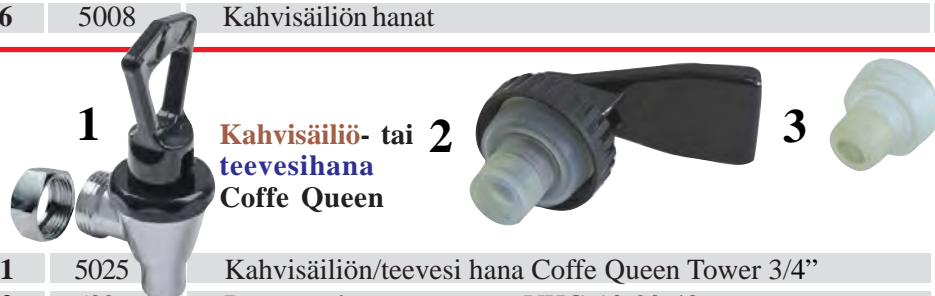 6 5008 Kahvisäiliön hanat
1
Kahvisäiliö- tai
teevesihana
Coffe Queen
2
3
1 5025 Kahvisäiliön/teevesi hana Coffe Queen Tower 3/4”